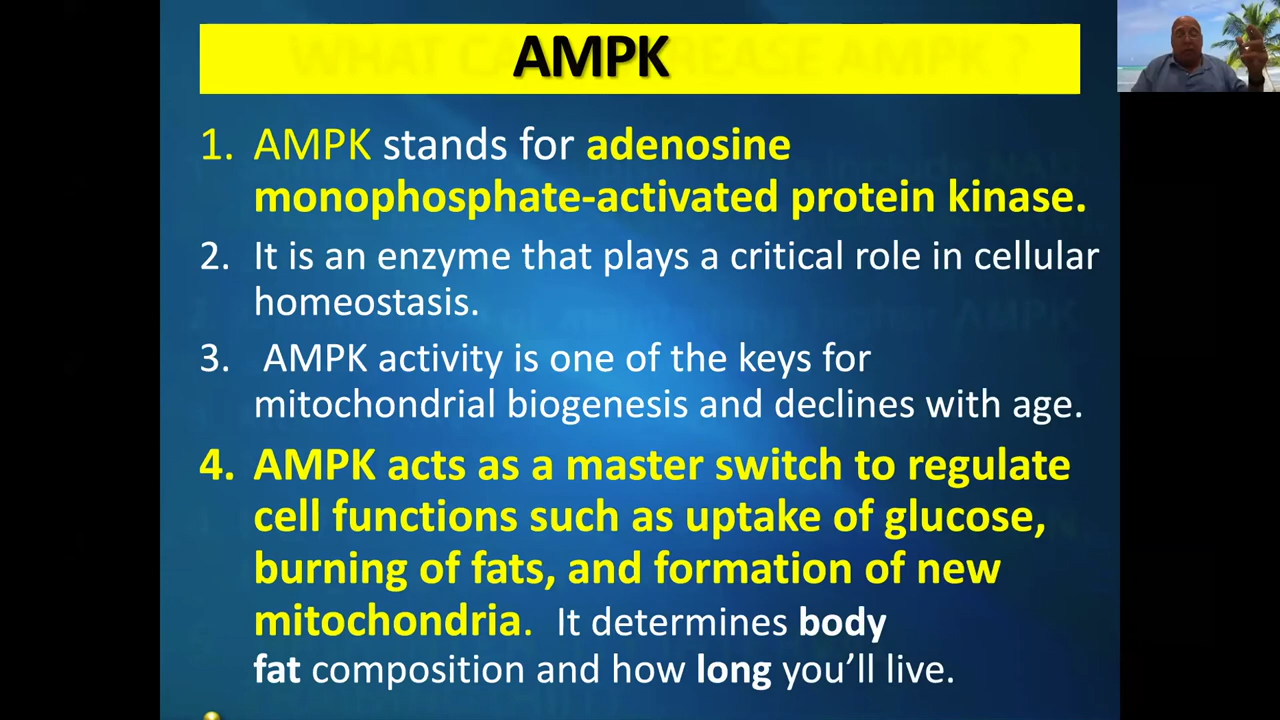 AMPK
1. AMPK stands for adenosine
monophosphate-activated protein kinase.
2. It is an enzyme that plays a critical role in cellular
homeostasis.
3. AMPK activity is one of the keys for
mitochondrial biogenesis and declines with age.
4. AMPK acts as a master switch to regulate
cell functions such as uptake of glucose,
burning of fats, and formation of new
mitochondria. It determines body
fat composition and how long you’ll live.